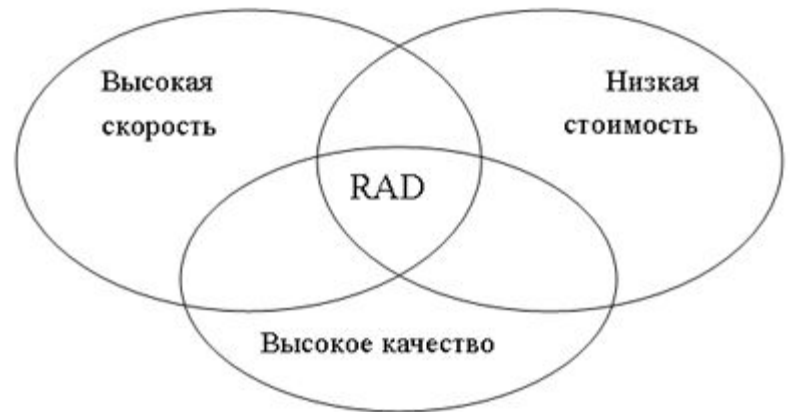 Высокая
скорость
Низкая
стоимость
RAD
Высокое качество